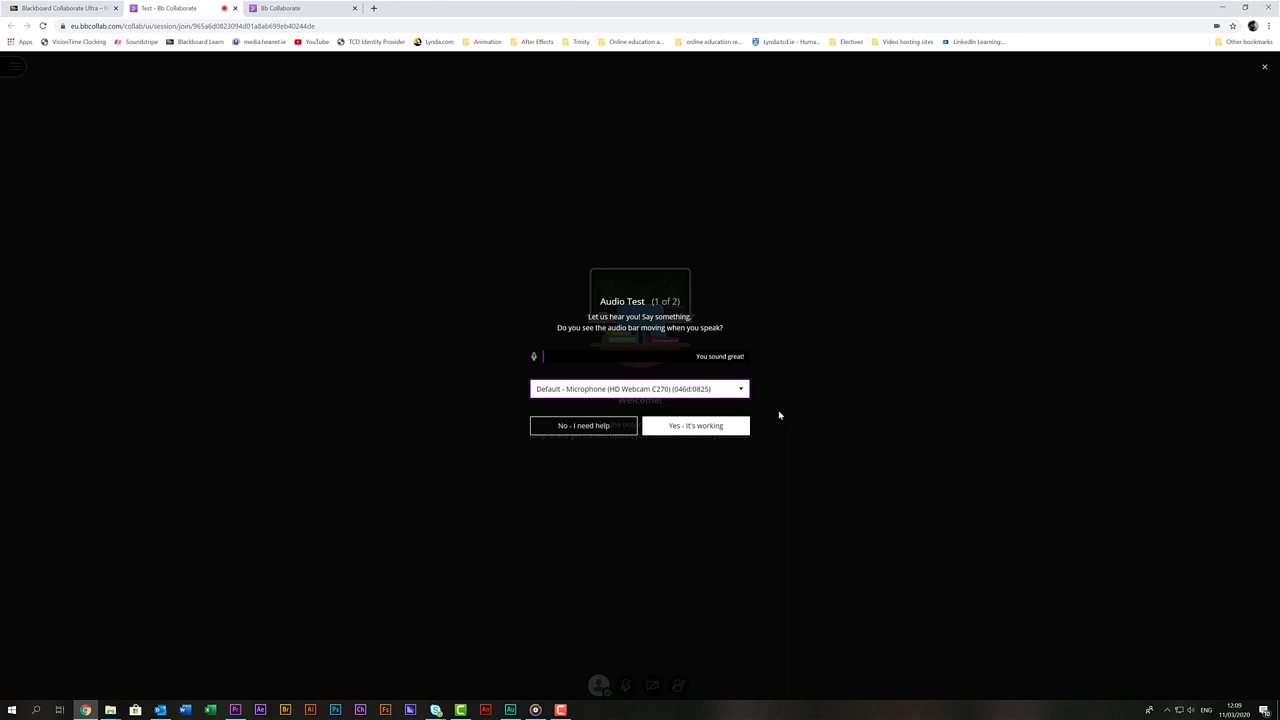 Blackboard Collaborate Ultra – N
Test - Bb Collaborate
Bb Collaborate
eu.bbcollab.com/collab/ui/session/join/965a6d0823094d01a8ab699eb40244de
Apps
VisionTime Clocking
Soundstripe
Blackboard Learn
media.heanet.ie
YouTube
TCD Identity Provider
Lynda.com
Animation
After Effects
Trinity
Online education a...
online education re...
Lynda.tcd.ie - Hum...
Electives
Video hosting sites
LinkedIn Learning:...
Other bookmarks
Audio Test (1 of 2)
Let us hear you! Say something.
Do you see the audio bar moving when you speak?
You sound great!
Default - Microphone (HD Webcam C270) (046d:0825)
Welcome!
No - I need help
Yes - It's working
ENG
12:09
11/03/2020